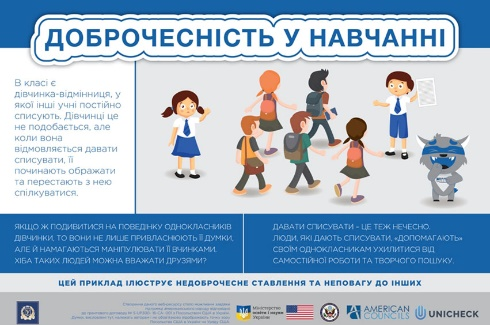 ДОБРОЧЕСНІСТЬ У НАВЧАННІ
В класі є
дівчинка-відмінниця, у
якої інші учні постійно
списують. Дівчинці це
не подобається, але
коли вона
відмовляється давати
списувати, її
починають ображати
та перестають з нею
спілкуватися.
ЯКЩО Ж ПОДИВИТИСЯ НА ПОВЕДІНКУ ОДНОКЛАСНИКІВ
ДІВЧИНКИ, ТО ВОНИ НЕ ЛИШЕ ПРИВЛАСНЮЮТЬ ЇЇ ДУМКИ,
АЛЕ Й НАМАГАЮТЬСЯ МАНІПУЛЮВАТИ ЇЇ ВЧИНКАМИ.
ХІБА ТАКИХ ЛЮДЕЙ МОЖНА ВВАЖАТИ ДРУЗЯМИ?
ДАВАТИ СПИСУВАТИ – ЦЕ ТЕЖ НЕЧЕСНО.
ЛЮДИ, ЯКІ ДАЮТЬ СПИСУВАТИ, «ДОПОМАГАЮТЬ»
СВОЇМ ОДНОКЛАСНИКАМ УХИЛИТИСЯ ВІД
САМОСТІЙНОЇ РОБОТИ ТА ТВОРЧОГО ПОШУКУ.
ЦЕЙ ПРИКЛАД ІЛЮСТРУЄ НЕДОБРОЧЕСНЕ СТАВЛЕННЯ ТА НЕПОВАГУ ДО ІНШИХ
Міністерство
освіти і науки
України
AMERICAN
COUNCILS
UNICHECK